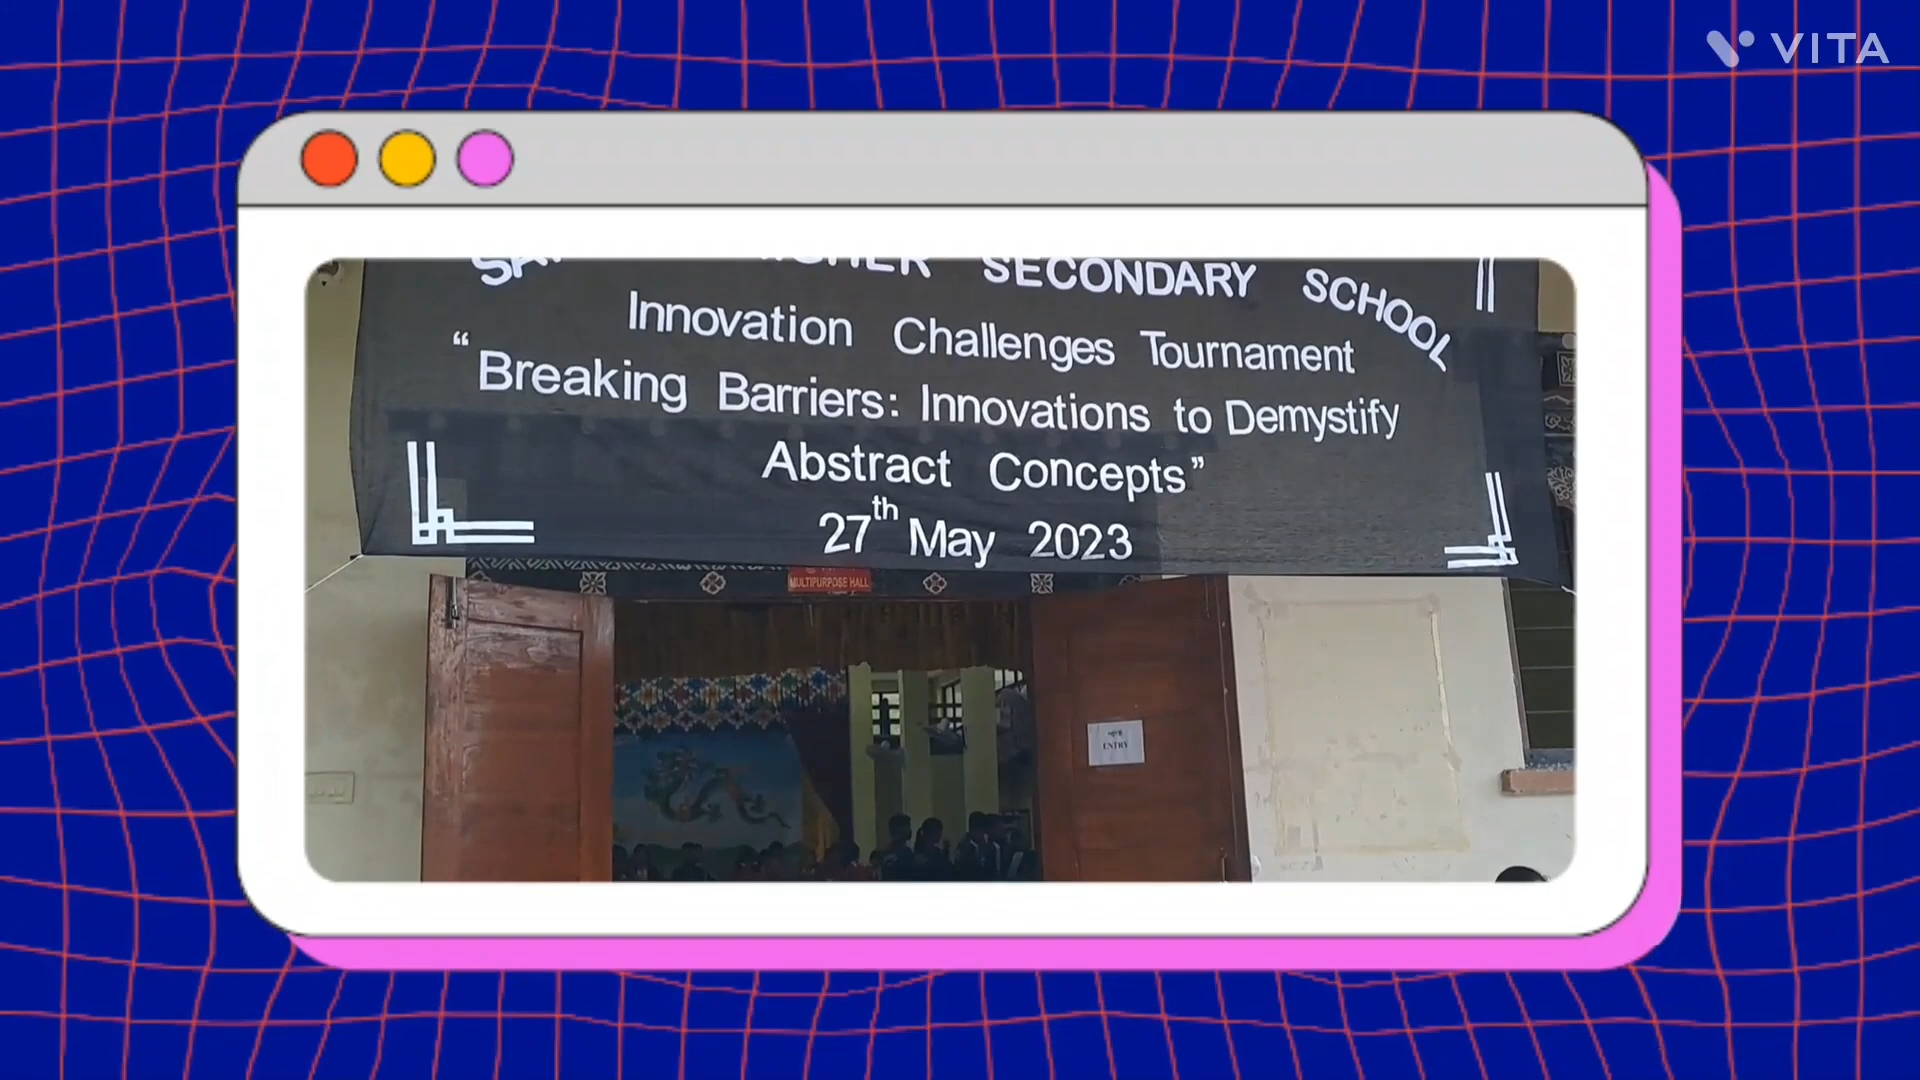 VITA
SECONDARY SCHOOL
Innovation Challenges Tournament
“Breaking Barriers: Innovations to Demystify
Abstract Concepts”
27th May 2023
MULTIPURPOSE HALL
ENTRY